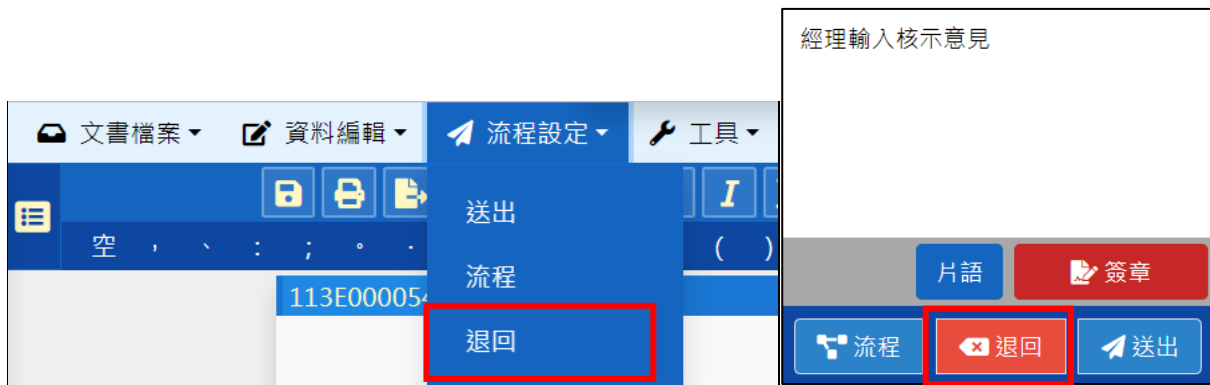 文書檔案 資料編輯 流程設定 工具
I
空 , 、 : ; 。 ． ( )
送出
流程
退回
113E000054
經理輸入核示意見
片語 簽章
流程 退回 送出